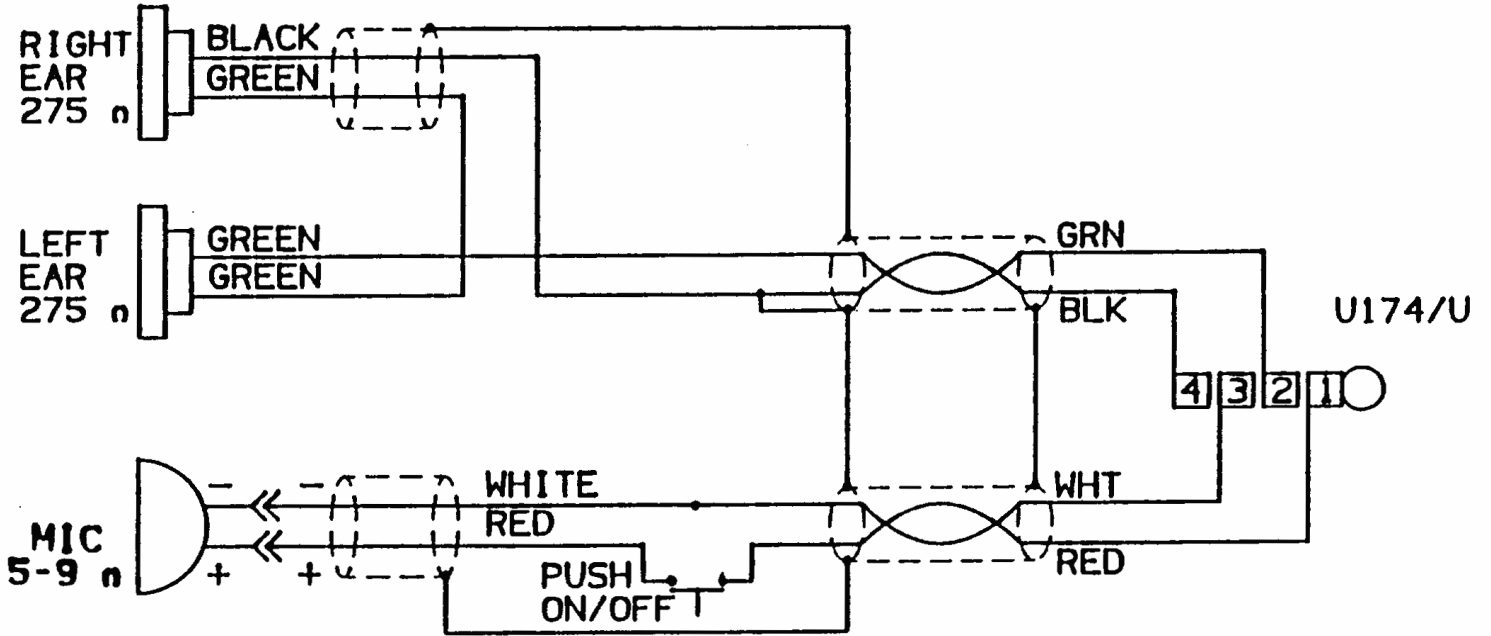 RIGHT
EAR
275 n
BLACK
GREEN
LEFT
EAR
275 n
GREEN
GREEN
GRN
BLK
U174/U
4 3 2 1
MIC
5-9 n
- -
+ +
WHITE
RED
PUSH
ON/OFF
WHT
RED